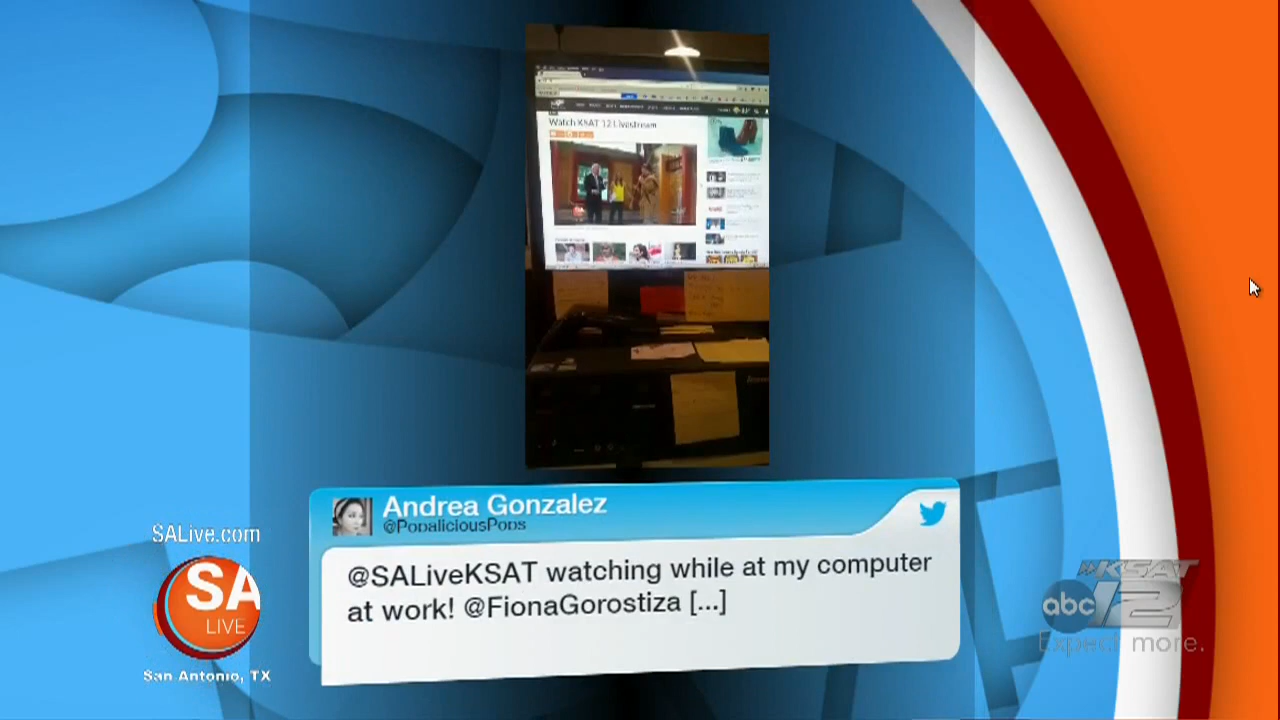 Watch KSAT 12 Livestream
Andrea Gonzalez
@PopaliciousPops
@SALiveKSAT watching while at my computer
at work! @FionaGorostiza [...]
SALive.com
SA
LIVE
San Antonio, TX
KSAT
abc 12
Expect more.